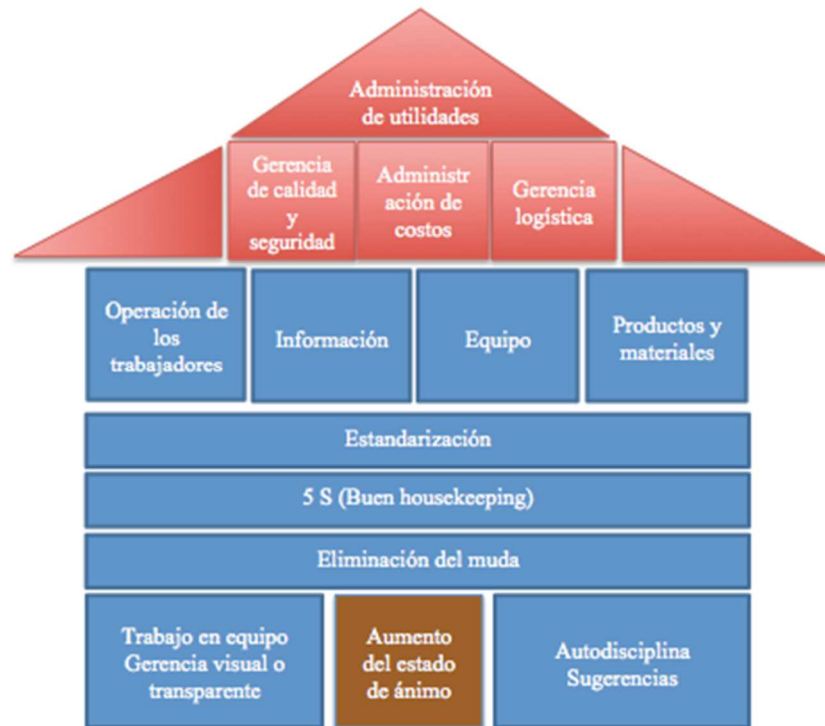 Administración
de utilidades
Gerencia
de calidad
y
seguridad
Administr
ación de
costos
Gerencia
logística
Operación de
los
trabajadores
Información
Equipo
Productos y
materiales
Estandarización
5 S (Buen housekeeping)
Eliminación del muda
Trabajo en equipo
Gerencia visual o
transparente
Aumento
del estado
de ánimo
Autodisciplina
Sugerencias